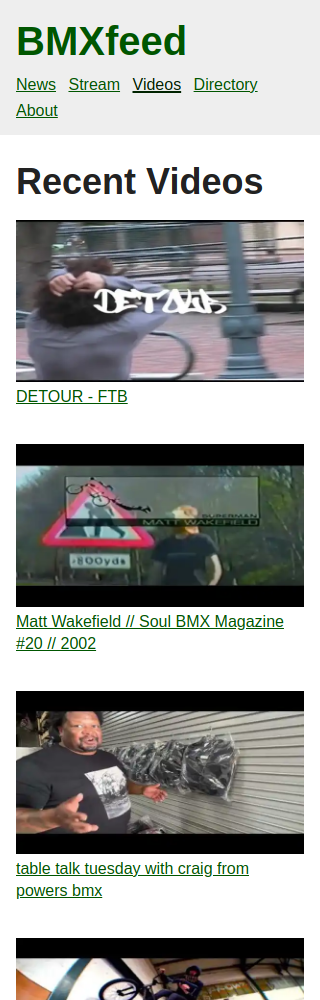 BMXfeed
News Stream Videos Directory
About
Recent Videos
DETOUR
DETOUR - FTB
SUPERMAN
MATT WAKEFIELD
800yds
Matt Wakefield // Soul BMX Magazine
#20 // 2002
table talk tuesday with craig from
powers bmx